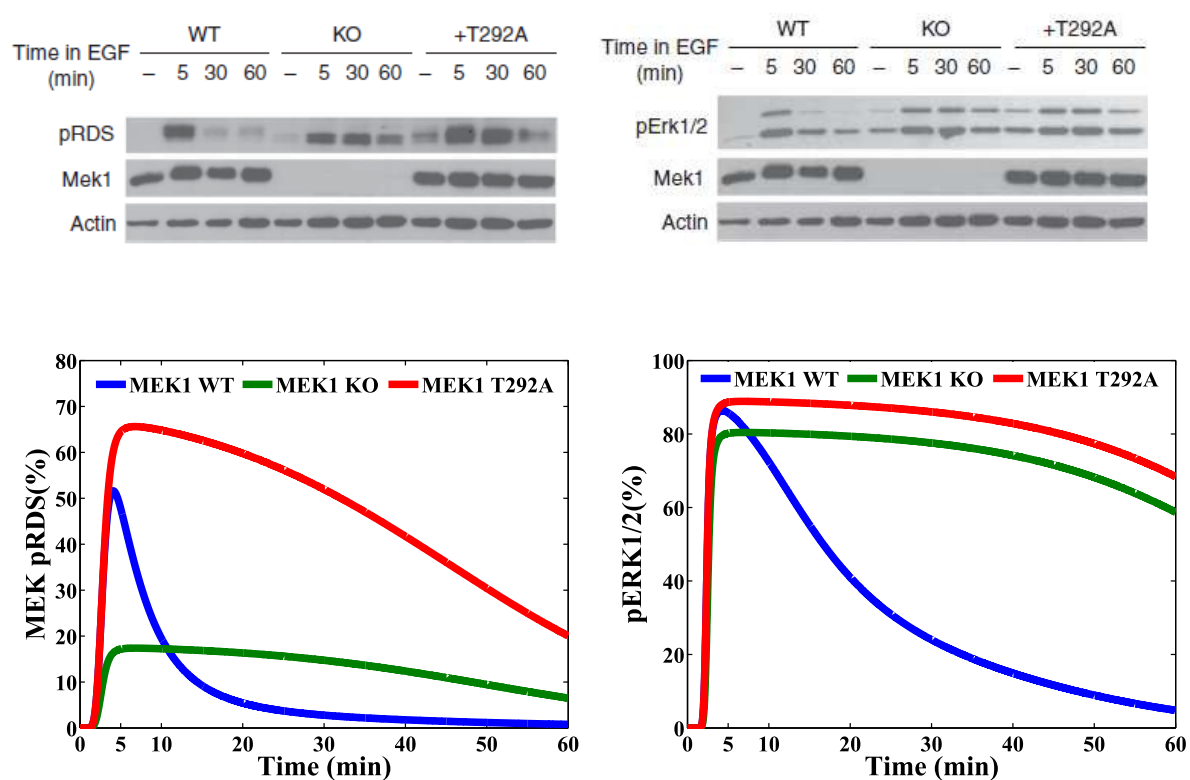 WT KO +T292A
Time in EGF
(min) – 5 30 60 – 5 30 60 – 5 30 60
pRDS
Mek1
Actin
WT KO +T292A
Time in EGF
(min) – 5 30 60 – 5 30 60 – 5 30 60
pErk1/2
Mek1
Actin
80
70
60
50
40
30
20
10
0
MEK pRDS(%)
MEK1 WT MEK1 KO MEK1 T292A
0 5 10 20 30 40 50 60
Time (min)
100
80
60
40
20
0
pERK1/2(%)
MEK1 WT MEK1 KO MEK1 T292A
0 5 10 20 30 40 50 60
Time (min)